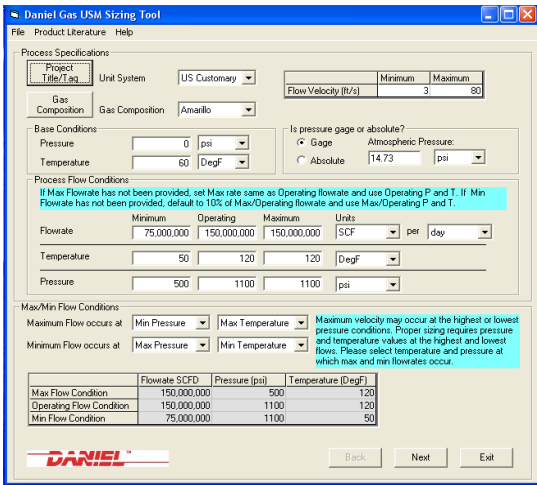 Daniel Gas USM Sizing Tool
File Product Literature Help
Process Specifications
Project Title/Tag
Unit System US Customary
Minimum Maximum
Flow Velocity (ft/s) 3 80
Gas Composition
Gas Composition Amarillo
Base Conditions
Pressure 0 psi
Temperature 60 DegF
Is pressure gage or absolute?
Gage Atmospheric Pressure:
Absolute 14.73 psi
Process Flow Conditions
If Max Flowrate has not been provided, set Max rate same as Operating flowrate and use Operating P and T. If Min
Flowrate has not been provided, default to 10% of Max/Operating flowrate and use Max/Operating P and T.
Minimum Operating Maximum Units
Flowrate 75,000,000 150,000,000 150,000,000 SCF per day
Temperature 50 120 120 DegF
Pressure 500 1100 1100 psi
Max/Min Flow Conditions
Maximum Flow occurs at Min Pressure Max Temperature
Minimum Flow occurs at Max Pressure Min Temperature
Maximum velocity may occur at the highest or lowest
pressure conditions. Proper sizing requires pressure
and temperature values at the highest and lowest
flows. Please select temperature and pressure at
which max and min flowrates occur.
Flowrate SCFD Pressure (psi) Temperature (DegF)
Max Flow Condition 150,000,000 500 120
Operating Flow Condition 150,000,000 1100 120
Min Flow Condition 75,000,000 1100 50
DANIEL™
Back Next Exit